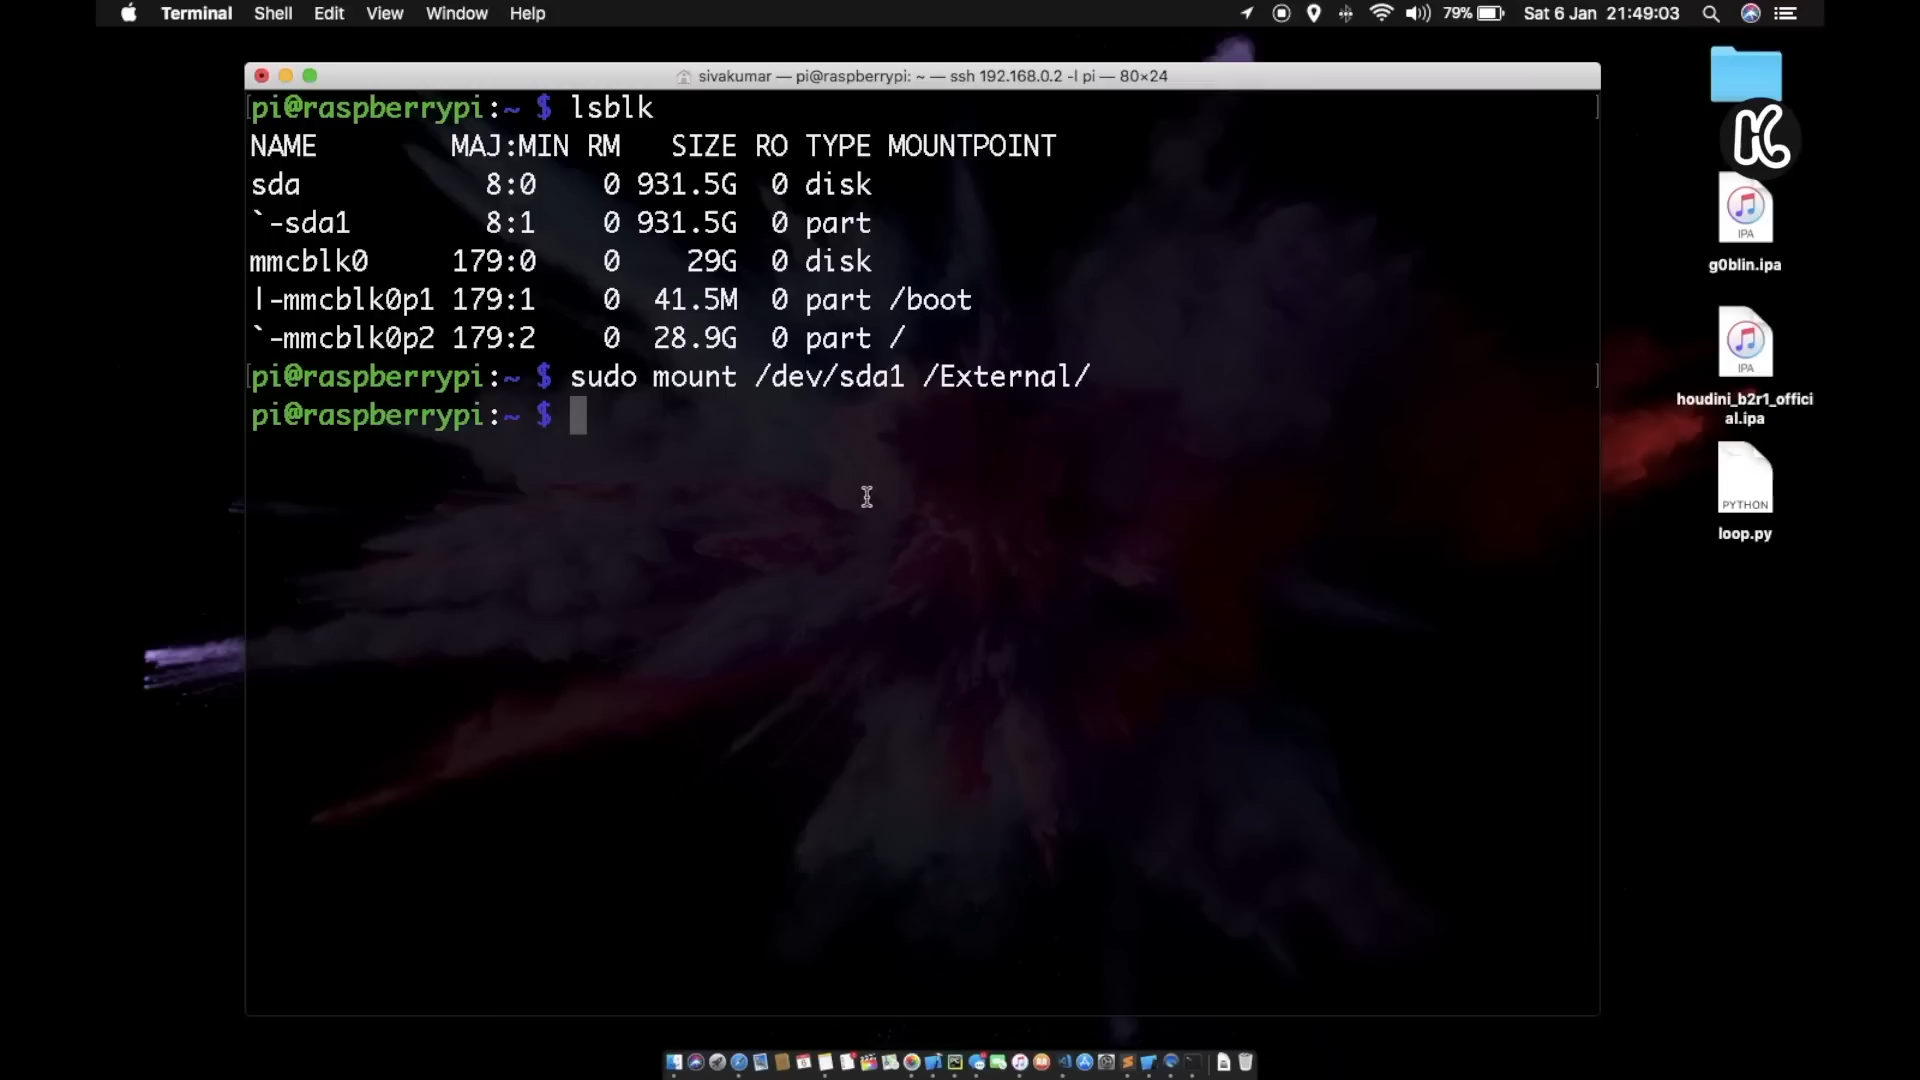 Terminal Shell Edit View Window Help 79% Sat 6 Jan 21:49:03
sivakumar — pi@raspberrypi: ~ — ssh 192.168.0.2 -l pi — 80×24
pi@raspberrypi:~ $ lsblk
NAME MAJ:MIN RM SIZE RO TYPE MOUNTPOINT
sda 8:0 0 931.5G 0 disk
`-sda1 8:1 0 931.5G 0 part
mmcblk0 179:0 0 29G 0 disk
|-mmcblk0p1 179:1 0 41.5M 0 part /boot
`-mmcblk0p2 179:2 0 28.9G 0 part /
pi@raspberrypi:~ $ sudo mount /dev/sda1 /External/
pi@raspberrypi:~ $
IPA
g0blin.ipa
IPA
houdini_b2r1_offici
al.ipa
PYTHON
loop.py